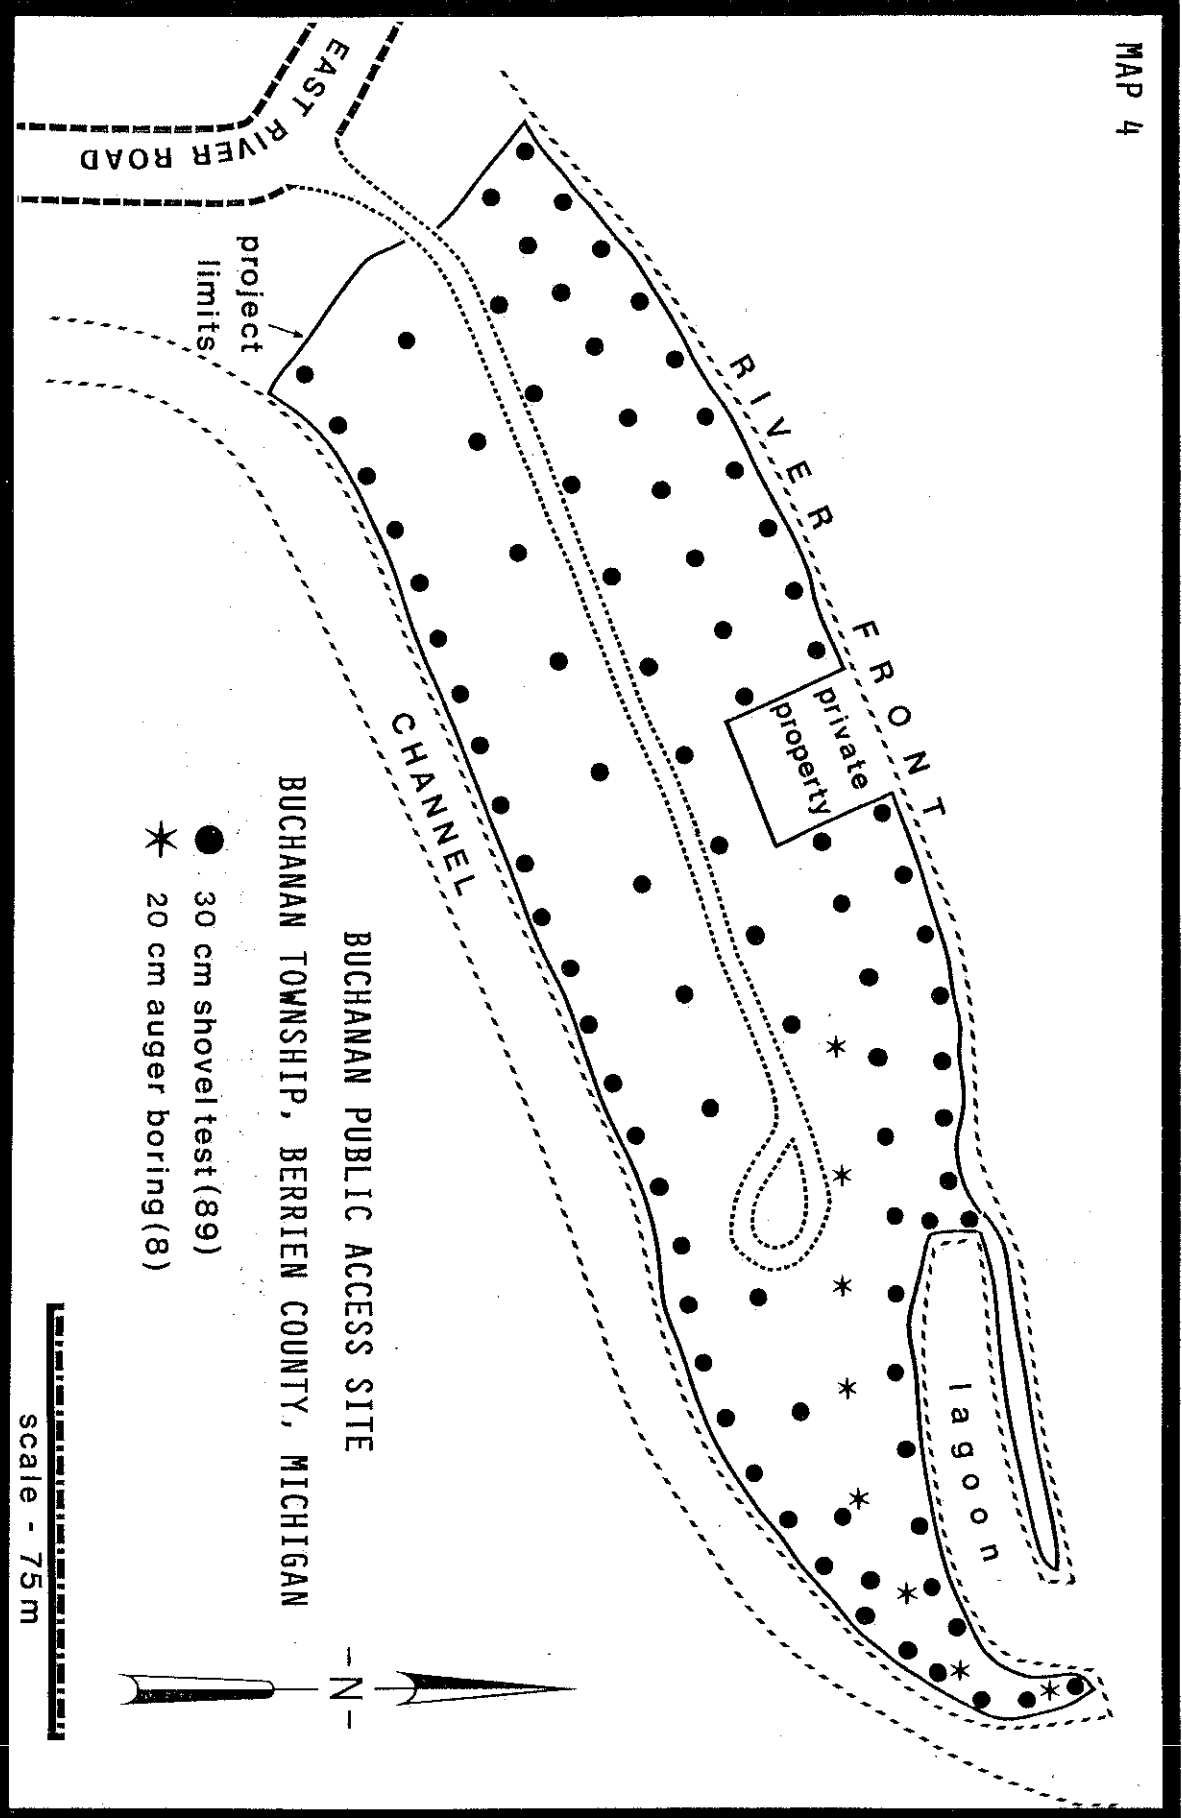 MAP 4
RIVER FRONT
private
property
lagoon
EAST RIVER ROAD
project
limits
CHANNEL
BUCHANAN PUBLIC ACCESS SITE
BUCHANAN TOWNSHIP, BERRIEN COUNTY, MICHIGAN
30 cm shovel test (89)
20 cm auger boring (8)
-N-
scale - 75m